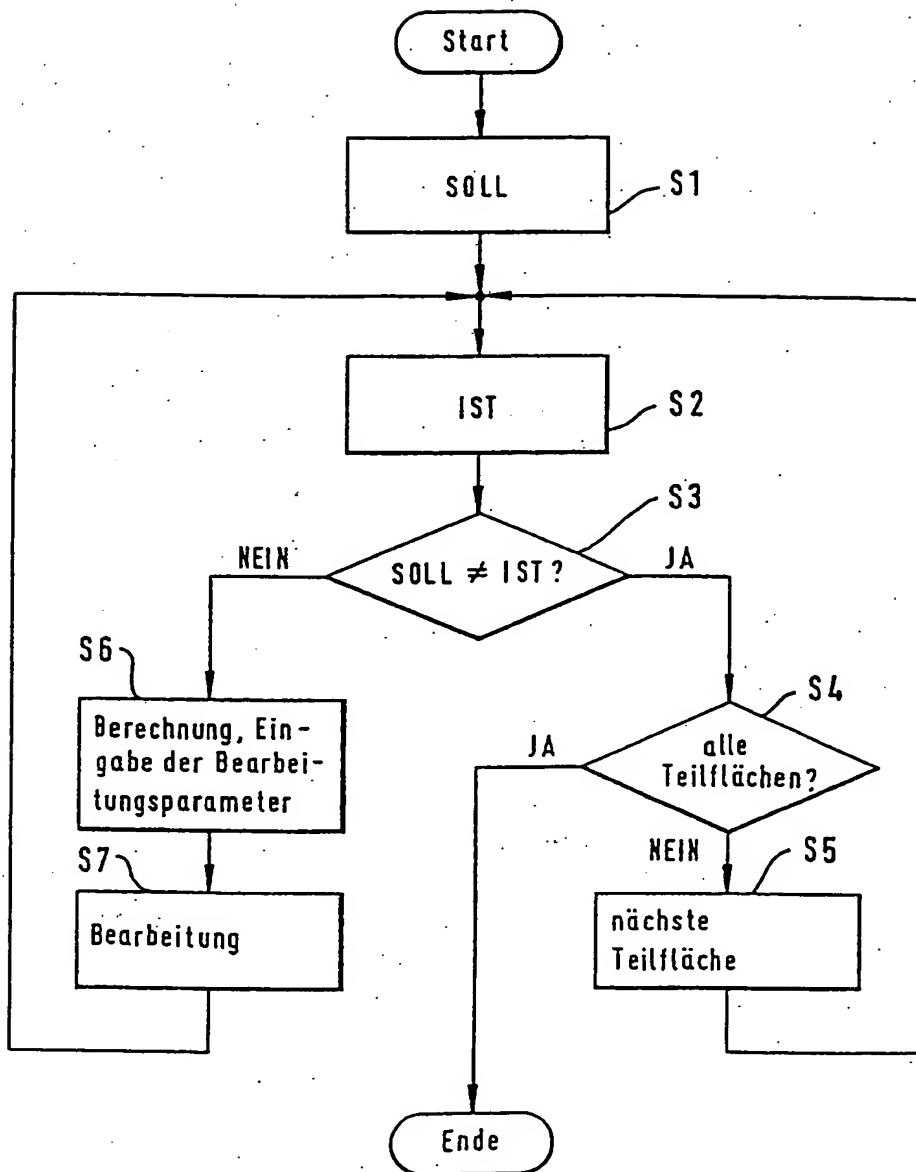 Start
SOLL
S1
IST
S2
S3
NEIN
SOLL ≠ IST?
JA
S6
S4
Berechnung, Ein-
gabe der Bearbei-
tungsparameter
JA
alle
Teilflächen?
NEIN
S5
S7
Bearbeitung
nächste
Teilfläche
Ende